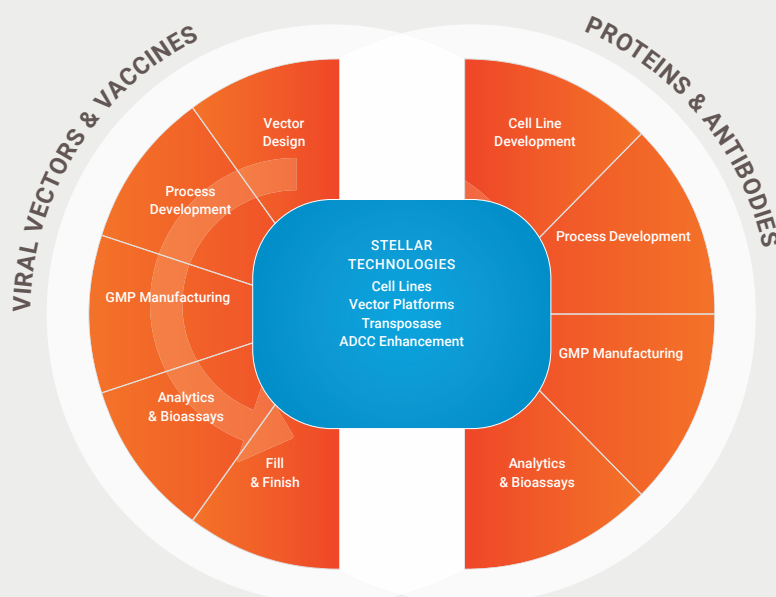 VIRAL VECTORS & VACCINES
Vector
Design
Process
Development
GMP Manufacturing
Analytics
& Bioassays
Fill
& Finish
STELLAR
TECHNOLOGIES
Cell Lines
Vector Platforms
Transposase
ADCC Enhancement
PROTEINS & ANTIBODIES
Cell Line
Development
Process Development
GMP Manufacturing
Analytics
& Bioassays